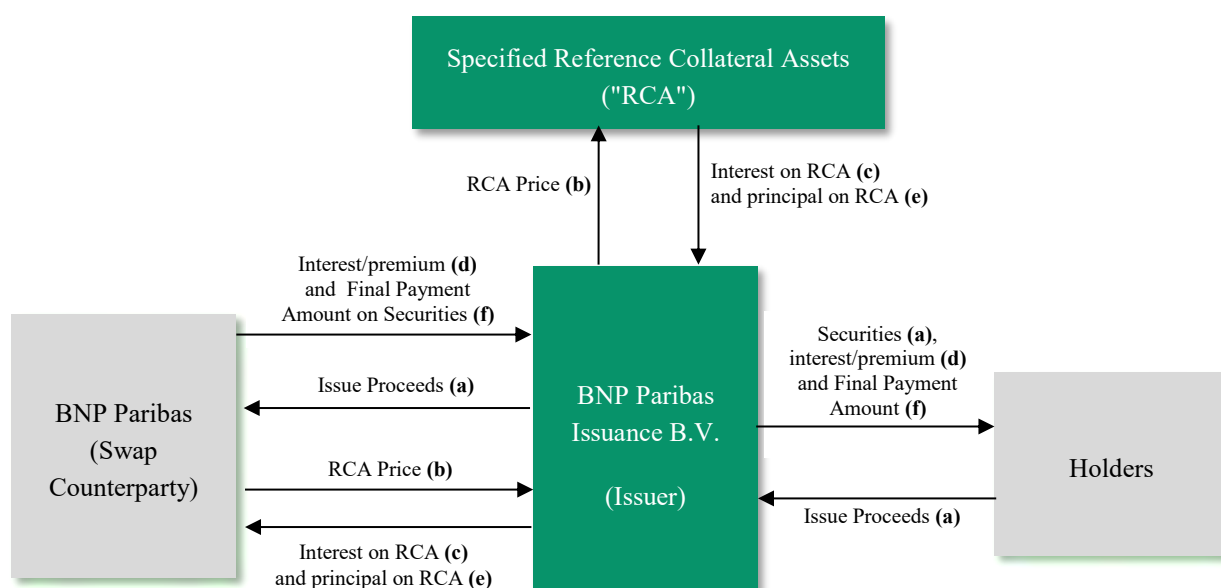 Specified Reference Collateral Assets
("RCA")
RCA Price (b)
Interest on RCA (c)
and principal on RCA (e)
Interest/premium (d)
and Final Payment
Amount on Securities (f)
Issue Proceeds (a)
BNP Paribas
(Swap
Counterparty)
RCA Price (b)
Interest on RCA (c)
and principal on RCA (e)
BNP Paribas
Issuance B.V.
(Issuer)
Securities (a),
interest/premium (d)
and Final Payment
Amount (f)
Issue Proceeds (a)
Holders